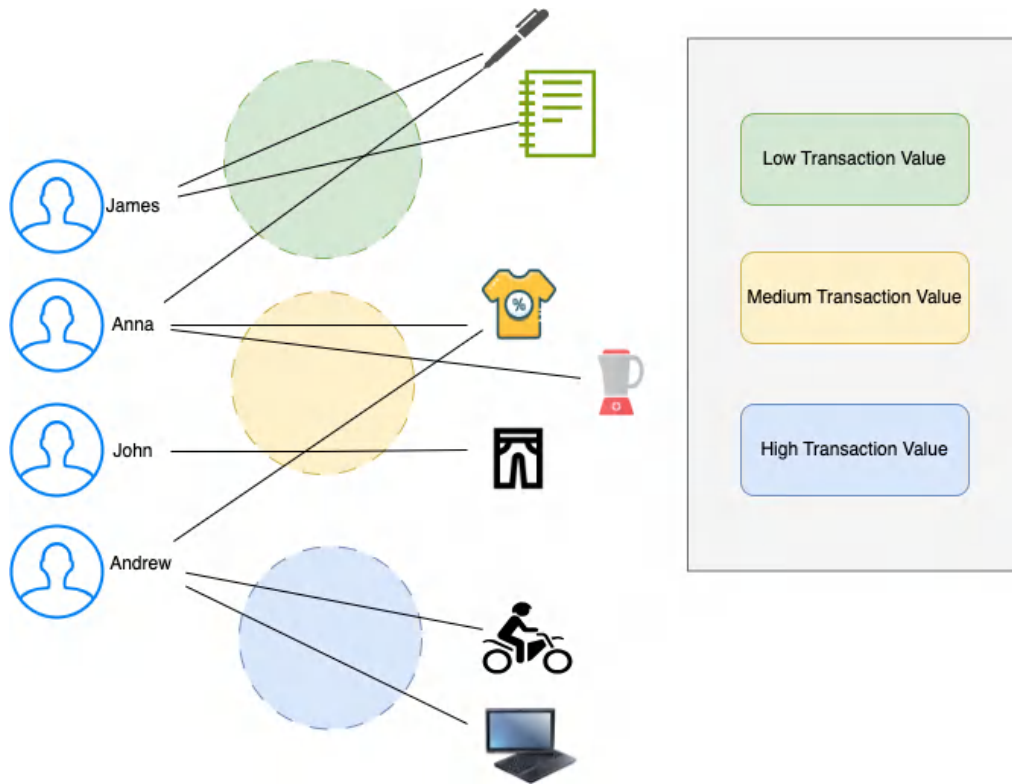 James
Anna
John
Andrew
%
Low Transaction Value
Medium Transaction Value
High Transaction Value